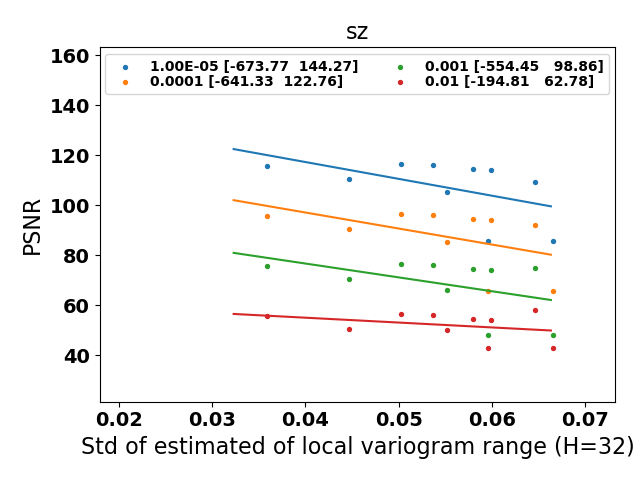 sz
1.00E-05 [-673.77  144.27]
0.0001 [-641.33  122.76]
0.001 [-554.45   98.86]
0.01 [-194.81   62.78]
160
140
120
100
80
60
40
PSNR
0.02 0.03 0.04 0.05 0.06 0.07
Std of estimated of local variogram range (H=32)